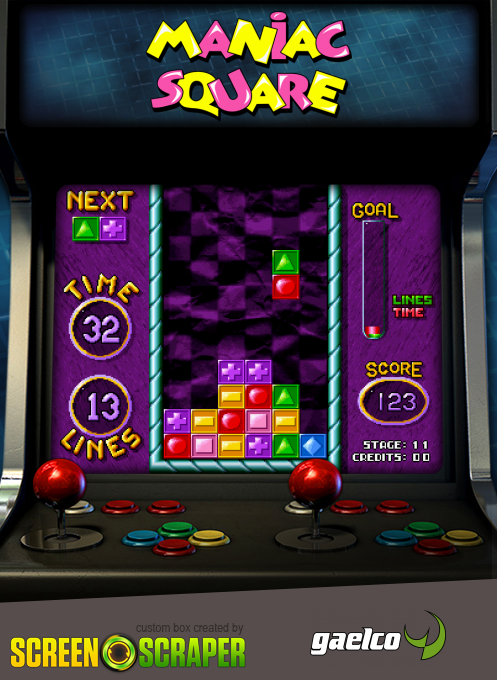 MANIAC
SQUARE
NEXT
GOAL
TIME
32
LINES
TIME
13
LINES
SCORE
123
STAGE: 11
CREDITS: 00
custom box created by
SCREEN SCRAPER
gaelco